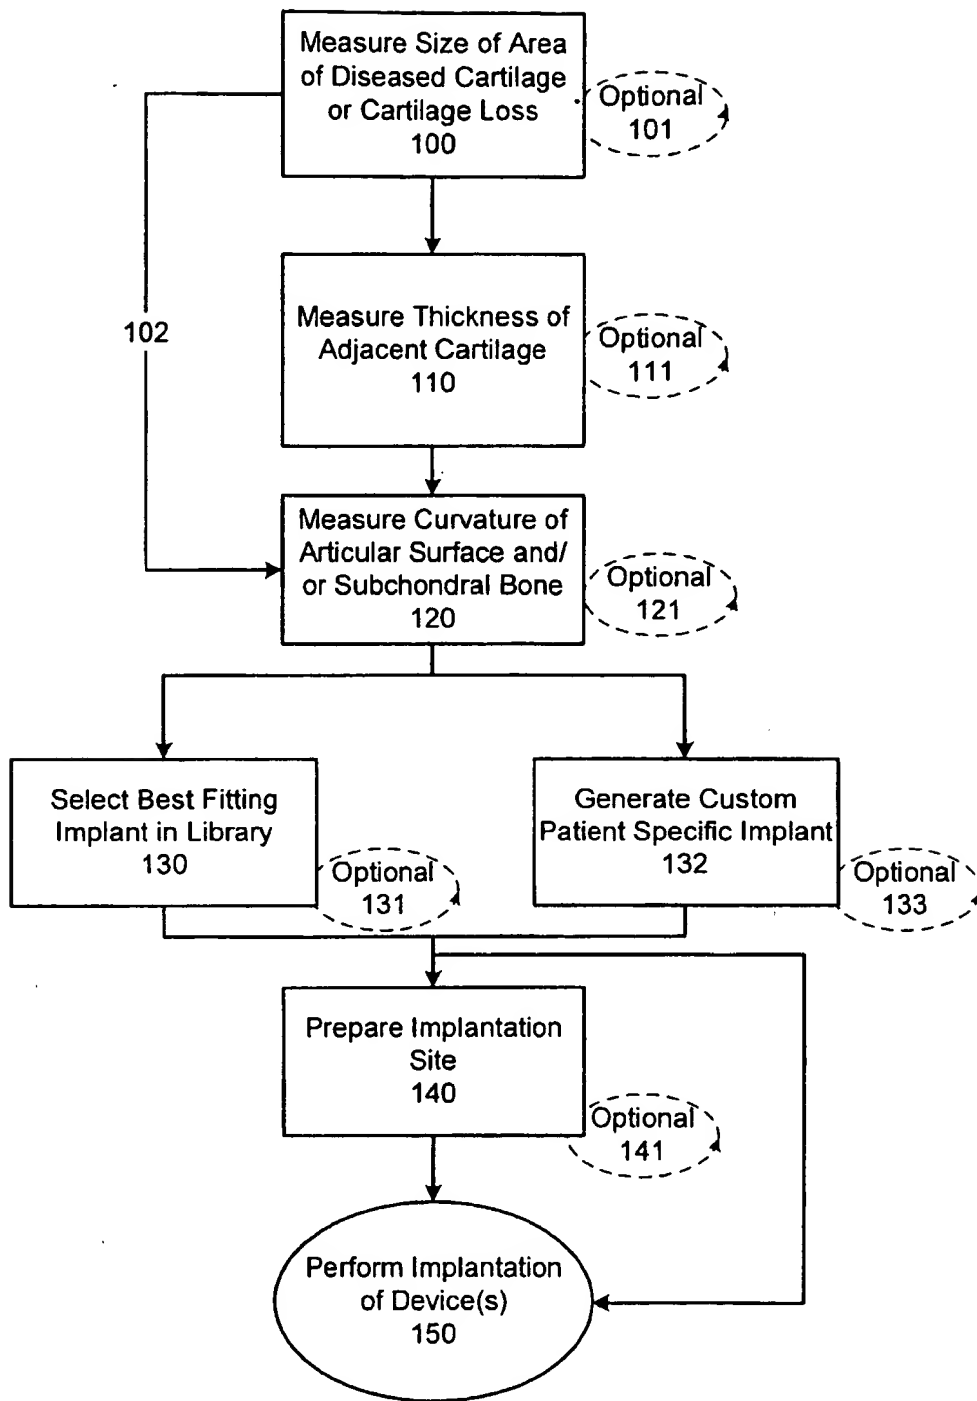 Measure Size of Area
of Diseased Cartilage
or Cartilage Loss
100
Optional
101
102
Measure Thickness of
Adjacent Cartilage
110
Optional
111
Measure Curvature of
Articular Surface and/
or Subchondral Bone
120
Optional
121
Select Best Fitting
Implant in Library
130
Optional
131
Generate Custom
Patient Specific Implant
132
Optional
133
Prepare Implantation
Site
140
Optional
141
Perform Implantation
of Device(s)
150